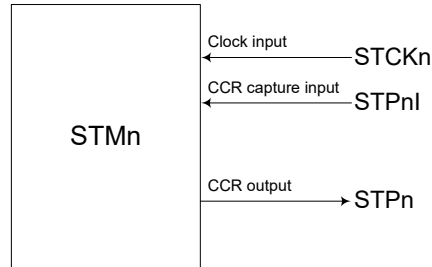 Clock input
STCKn
CCR capture input
STPnI
STMn
CCR output
STPn